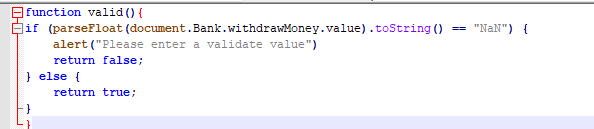 function valid(){
if (parseFloat(document.Bank.withdrawMoney.value).toString() == "NaN") {
alert("Please enter a validate value")
return false;
} else {
return true;
}
}